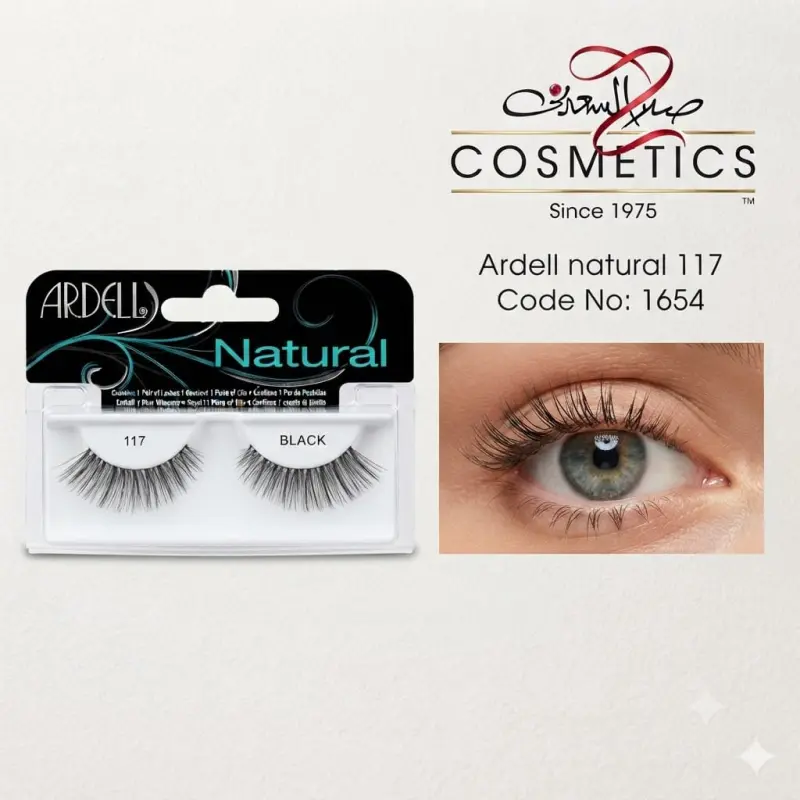 COSMETICS
TM
Since 1975
Ardell natural 117
Code No: 1654
ARDELL
Natural
117
BLACK